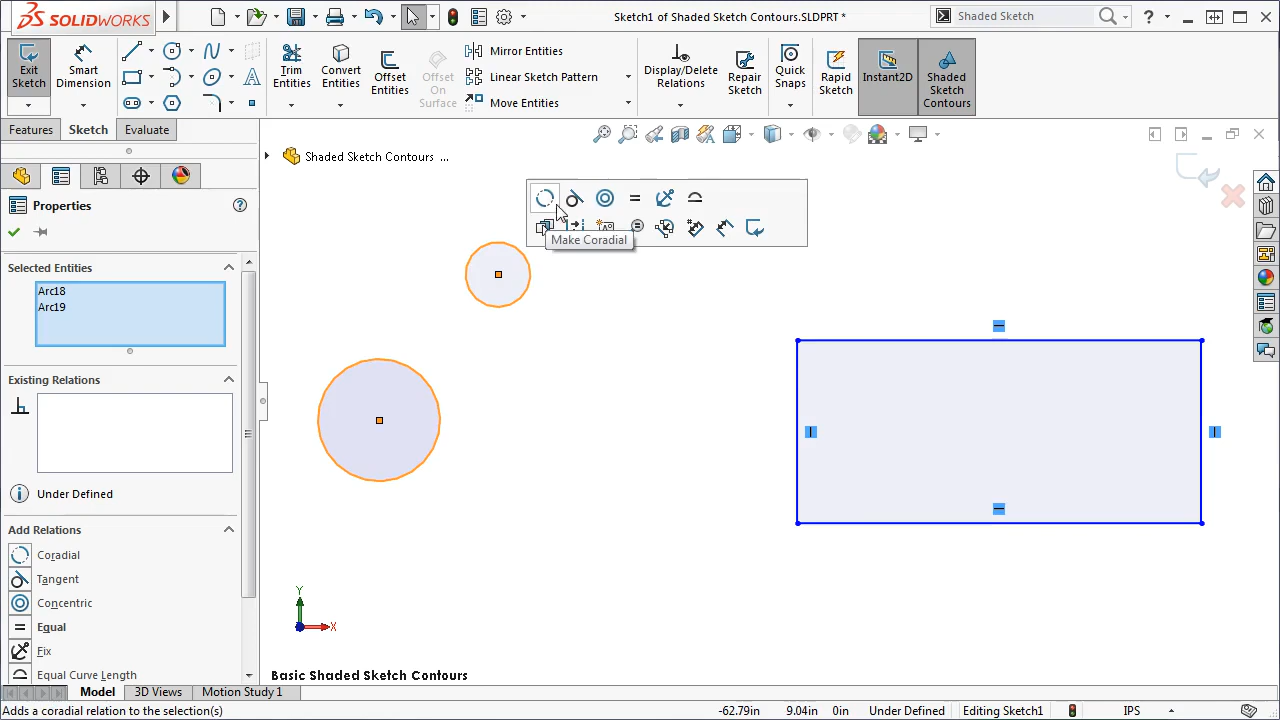 SOLIDWORKS
Sketch1 of Shaded Sketch Contours.SLDPRT *
Shaded Sketch
?
Exit Sketch
Smart Dimension
Trim Entities
Convert Entities
Offset Entities
Offset On Surface
Mirror Entities
Linear Sketch Pattern
Move Entities
Display/Delete Relations
Repair Sketch
Quick Snaps
Rapid Sketch
Instant2D
Shaded Sketch Contours
Features
Sketch
Evaluate
Shaded Sketch Contours ...
Properties
?
Make Coradial
Selected Entities
Arc18
Arc19
Existing Relations
Under Defined
Add Relations
Coradial
Tangent
Concentric
Equal
Fix
Equal Curve Length
Y
X
Basic Shaded Sketch Contours
Model
3D Views
Motion Study 1
Adds a coradial relation to the selection(s)
-62.79in
9.04in
0in
Under Defined
Editing Sketch1
IPS